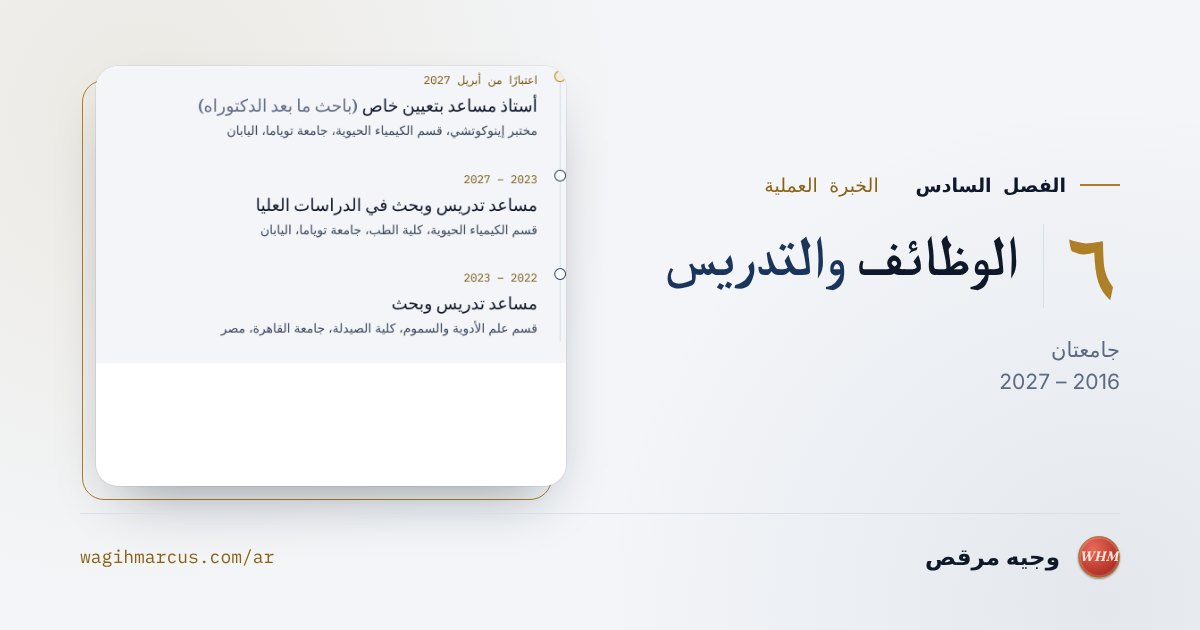 الفصل السادس الخبرة العملية
٦ الوظائف والتدريس
جامعتان
2016 – 2027
اعتبارًا من أبريل 2027
أستاذ مساعد بتعيين خاص (باحث ما بعد الدكتوراه)
مختبر إينوكوتشي، قسم الكيمياء الحيوية، جامعة توياما، اليابان
2023 – 2027
مساعد تدريس وبحث في الدراسات العليا
قسم الكيمياء الحيوية، كلية الطب، جامعة توياما، اليابان
2022 – 2023
مساعد تدريس وبحث
قسم علم الأدوية والسموم، كلية الصيدلة، جامعة القاهرة، مصر
WHM وجيه مرقص
wagihmarcus.com/ar